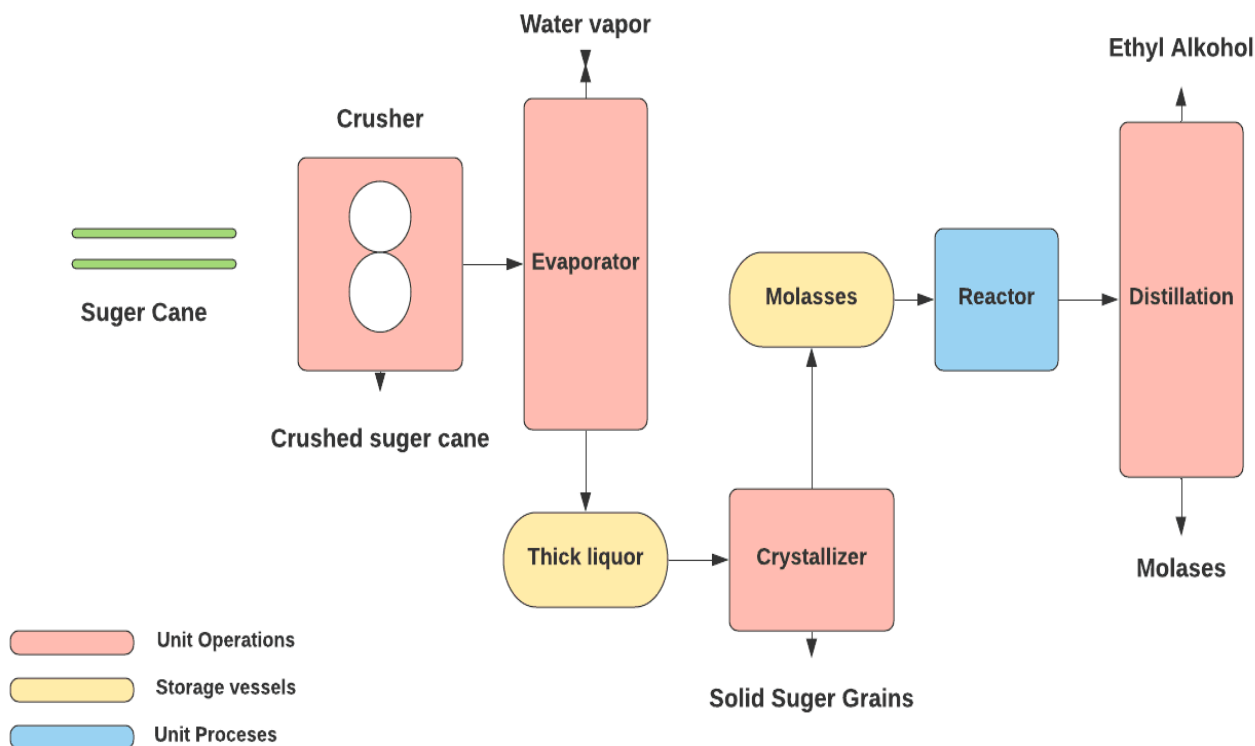 Water vapor
Ethyl Alkohol
Crusher
Evaporator
Suger Cane
Molasses
Reactor
Distillation
Crushed suger cane
Thick liquor
Crystallizer
Molases
Unit Operations
Storage vessels
Solid Suger Grains
Unit Proceses